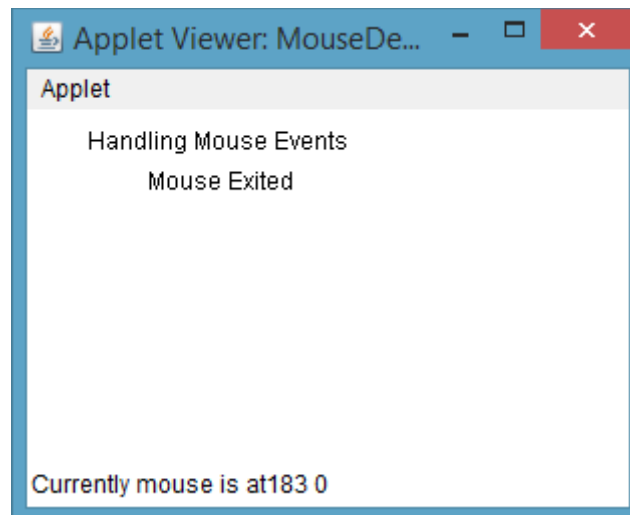 Applet Viewer: MouseDe...
Applet
Handling Mouse Events
Mouse Exited
Currently mouse is at183 0